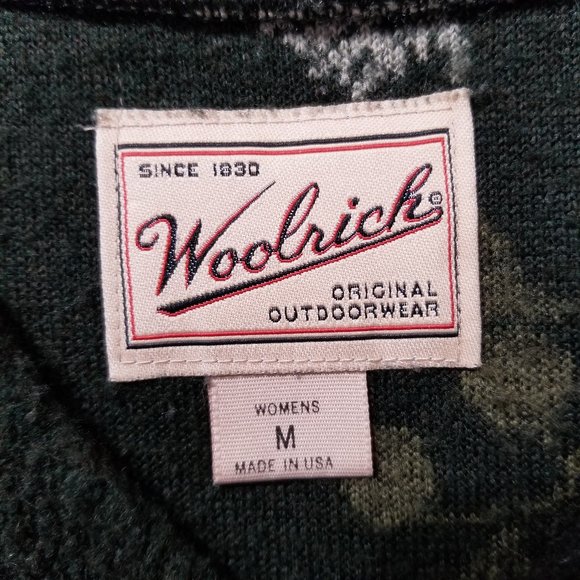 SINCE 1830
Woolrich®
ORIGINAL
OUTDOORWEAR
WOMENS
M
MADE IN USA